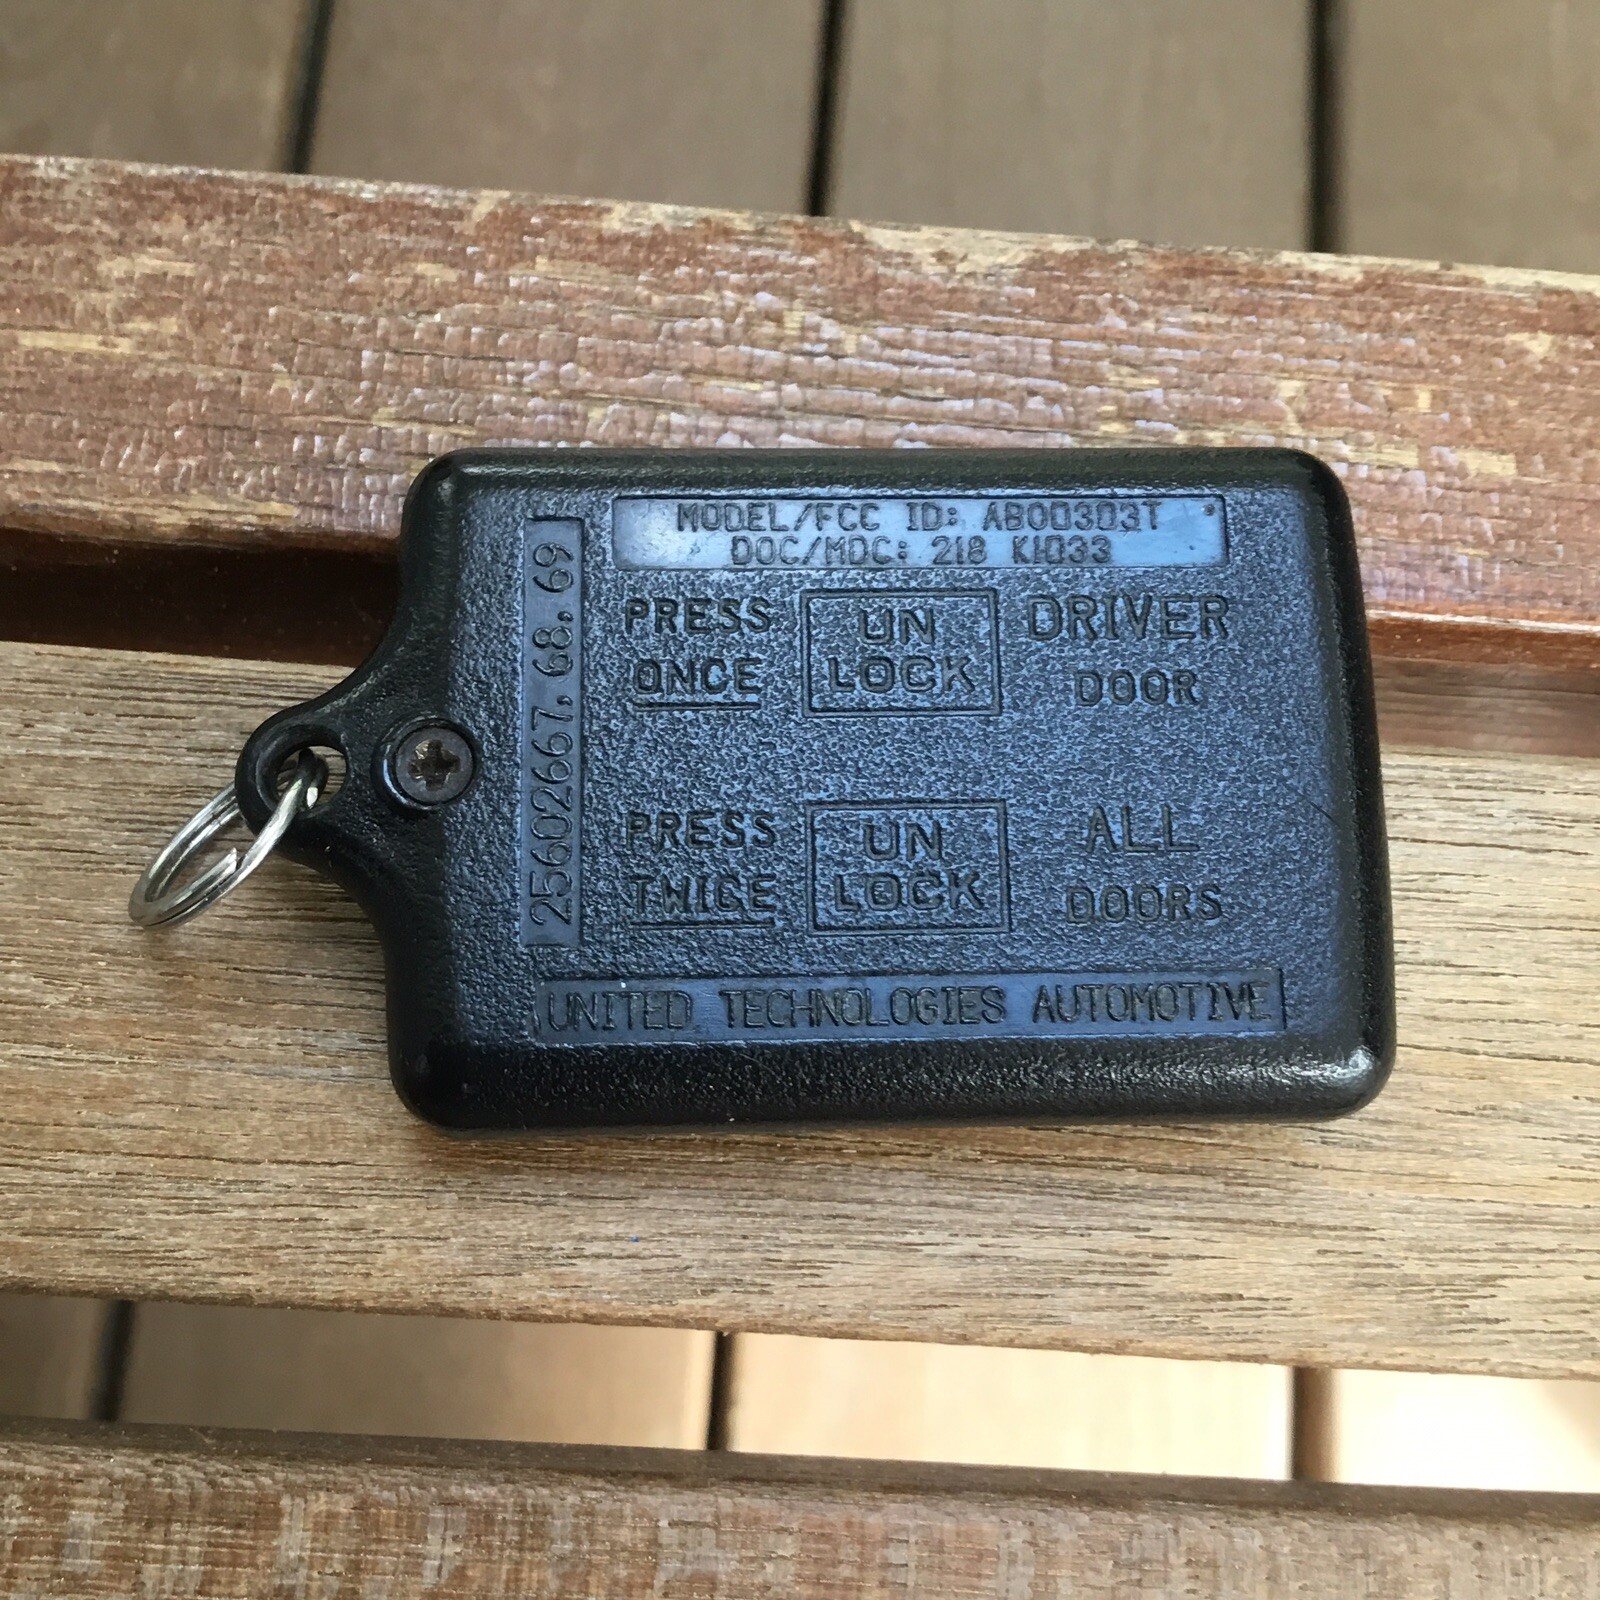 MODEL/FCC ID: ABO0303T
DOC/MDC: 218 K1033
25602667.68.69
PRESS ONCE
UN LOCK
DRIVER DOOR
PRESS TWICE
UN LOCK
ALL DOORS
UNITED TECHNOLOGIES AUTOMOTIVE